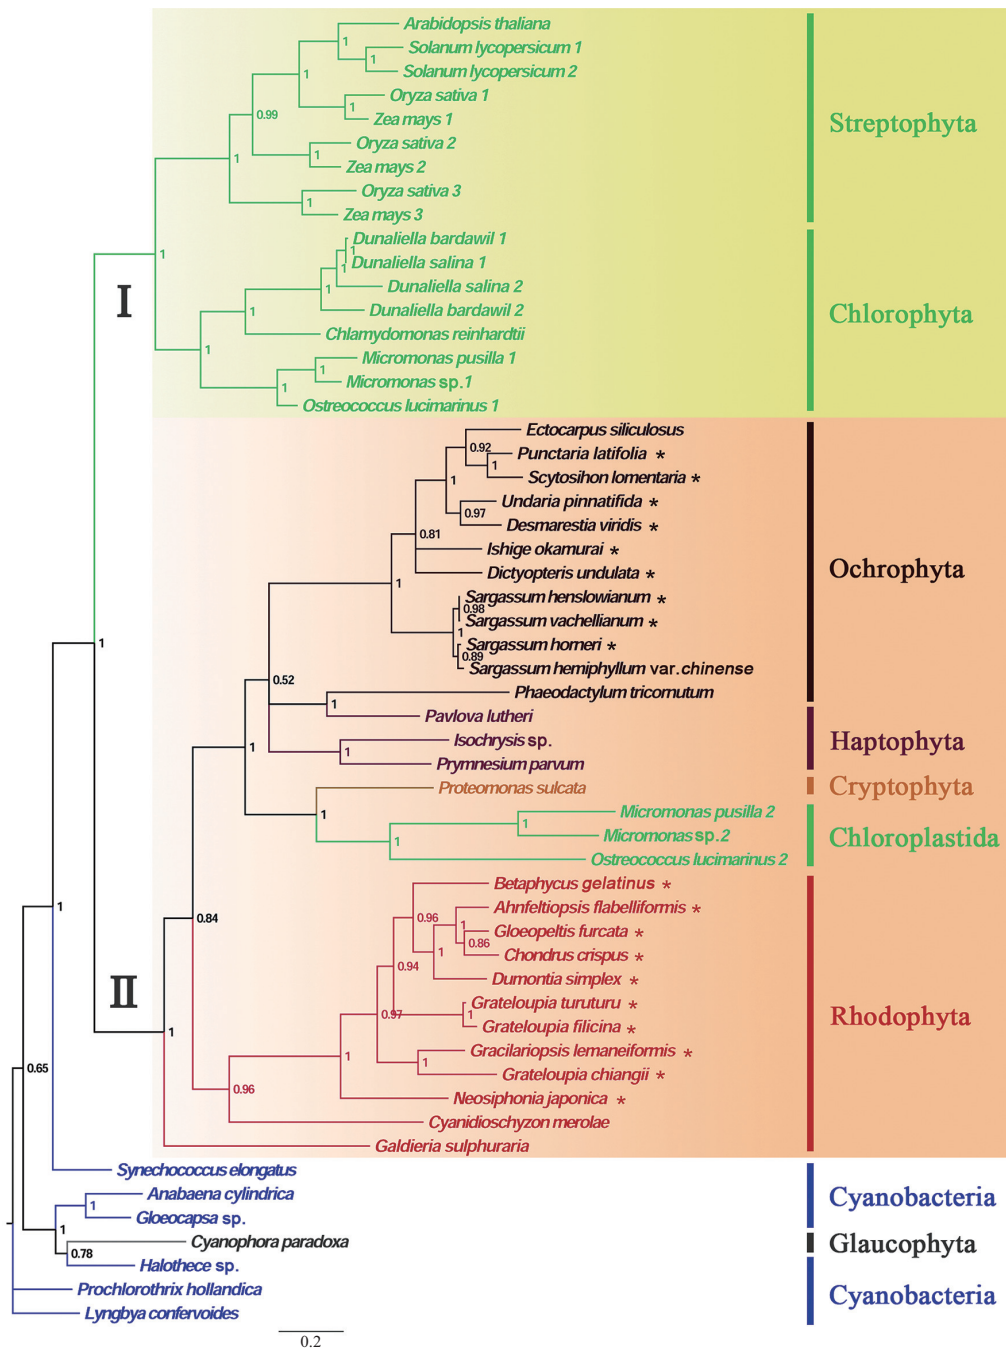 Arabidopsis thaliana
1
Solanum lycopersicum 1
1
Solanum lycopersicum 2
1
Oryza sativa 1
1
Zea mays 1
0.99
Streptophyta
Oryza sativa 2
1
Zea mays 2
1
Oryza sativa 3
1
Zea mays 3
Dunaliella bardawil 1
1
1
Dunaliella salina 1
1
Dunaliella salina 2
1
Dunaliella bardawil 2
1
I
Chlorophyta
Chlamydomonas reinhardtii
1
Micromonas pusilla 1
1
Micromonas sp.1
1
Ostreococcus lucimarinus 1
Ectocarpus siliculosus
0.92
Punctaria latifolia *
1
Scytosihon lomentaria *
1
Undaria pinnatifida *
0.97
Desmarestia viridis *
0.81
Ishige okamurai *
Ochrophyta
Dictyopteris undulata *
1
Sargassum henslowianum *
0.98
Sargassum vachellianum *
1
Sargassum horneri *
0.89
Sargassum hemiphyllum var.chinense
0.52
Phaeodactylum tricornutum
1
Pavlova lutheri
Haptophyta
Isochrysis sp.
1
Prymnesium parvum
1
Proteomonas sulcata
Cryptophyta
1
Micromonas pusilla 2
1
Micromonas sp.2
1
Chloroplastida
Ostreococcus lucimarinus 2
1
Betaphycus gelatinus *
0.96
Ahnfeltiopsis flabelliformis *
1
Gloeopeltis furcata *
0.86
Chondrus crispus *
1
0.94
Dumontia simplex *
0.84
1
II
Grateloupia turuturu *
1
0.97
Grateloupia filicina *
Rhodophyta
1
Gracilariopsis lemaneiformis *
1
Grateloupia chiangii *
1
Neosiphonia japonica *
0.96
Cyanidioschyzon merolae
Galdieria sulphuraria
0.65
Synechococcus elongatus
Anabaena cylindrica
1
Gloeocapsa sp.
Cyanobacteria
1
Cyanophora paradoxa
0.78
Glaucophyta
Halothece sp.
Prochlorothrix hollandica
Cyanobacteria
Lyngbya confervoides
0.2